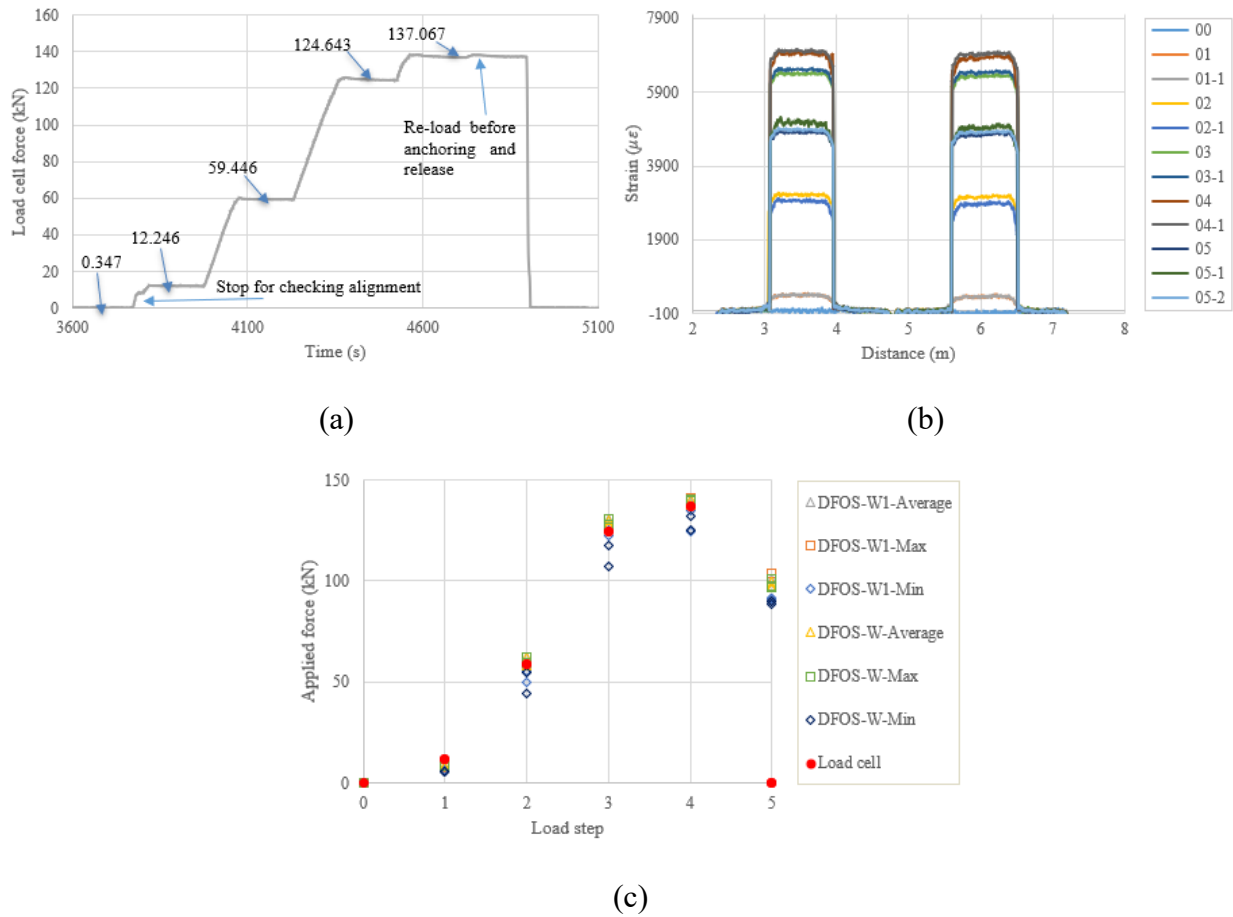 160
140
120
100
80
60
40
20
0
Load cell force (kN)
0.347
12.246
59.446
124.643
137.067
Re-load before
anchoring and
release
Stop for checking alignment
3600 4100 4600 5100
Time (s)
(a)
7900
5900
3900
1900
-100
Strain (με)
2 3 4 5 6 7 8
Distance (m)
00
01
01-1
02
02-1
03
03-1
04
04-1
05
05-1
05-2
(b)
150
100
50
0
Applied force (kN)
0 1 2 3 4 5
Load step
DFOS-W1-Average
DFOS-W1-Max
DFOS-W1-Min
DFOS-W-Average
DFOS-W-Max
DFOS-W-Min
Load cell
(c)